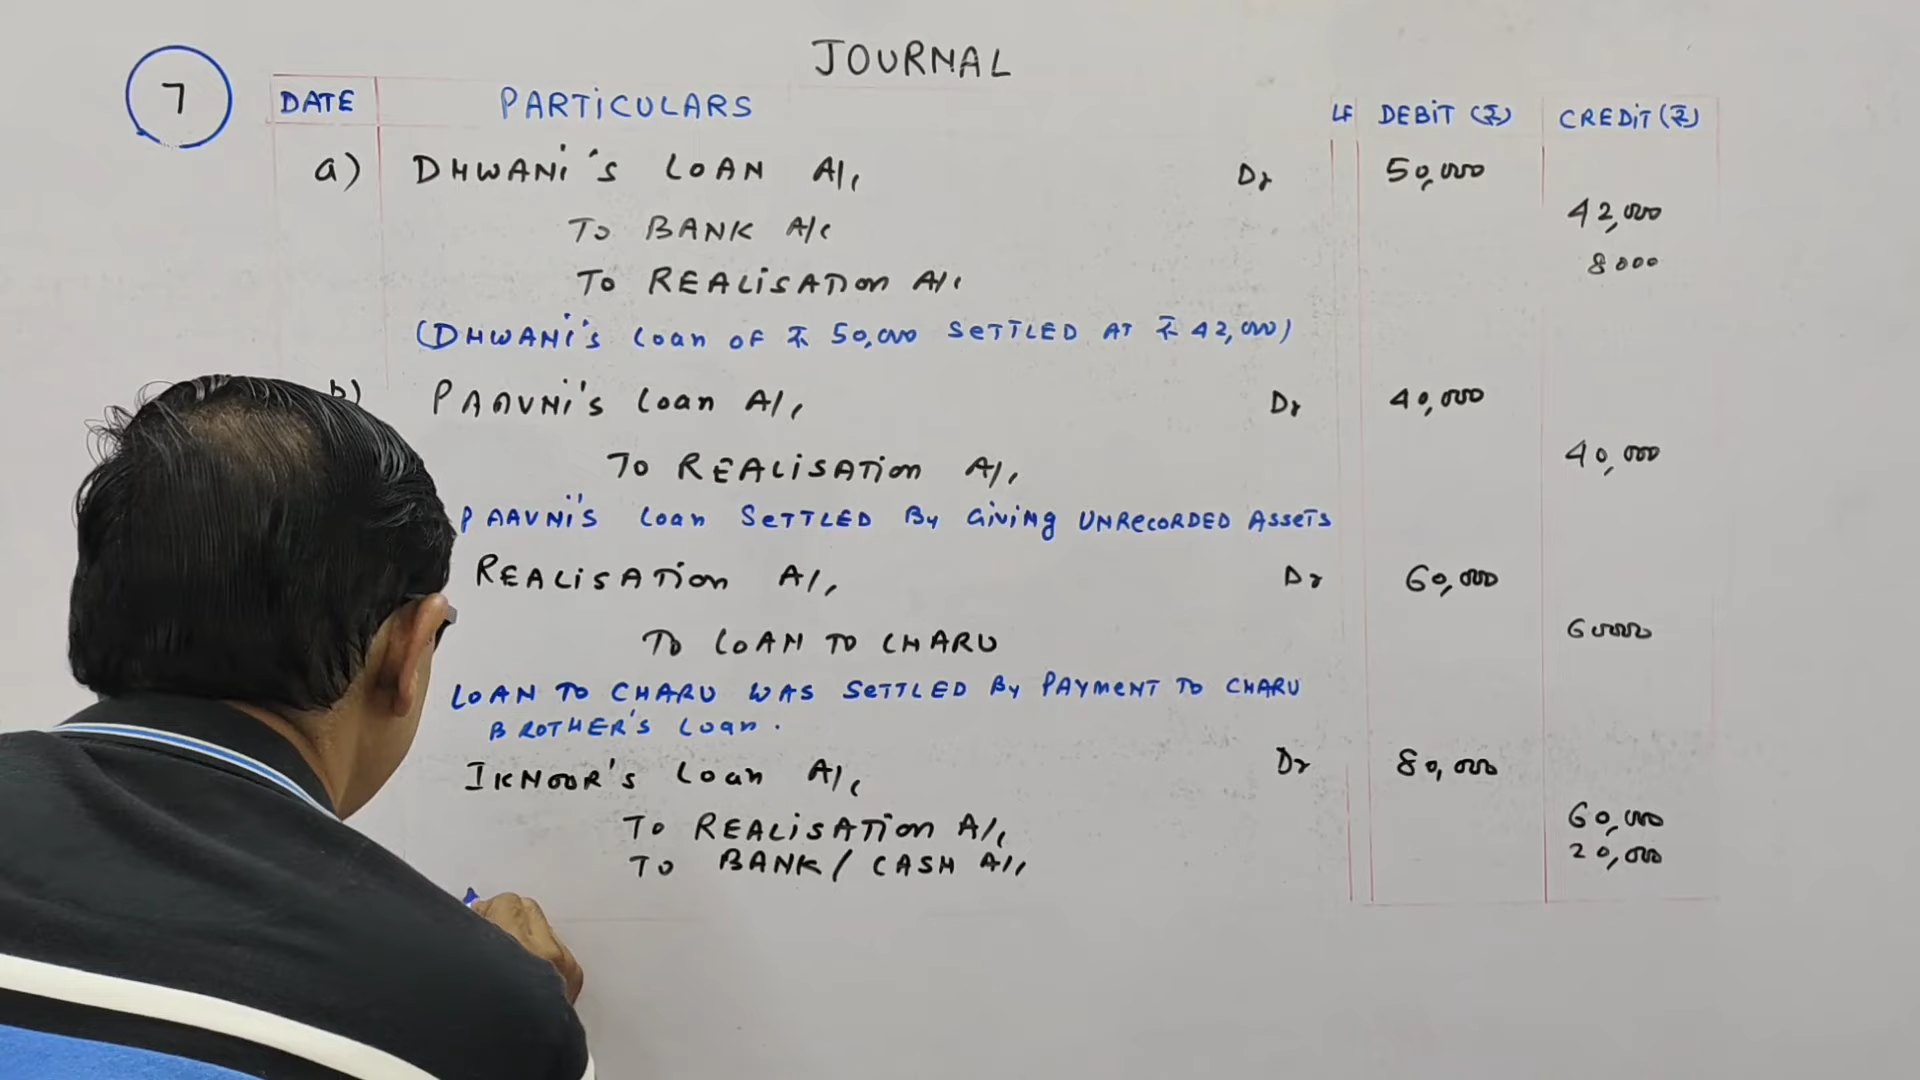 JOURNAL
7
DATE PARTICULARS LF DEBIT (₹) CREDIT (₹)
a) DHWANI'S LOAN A/c Dr 50,000
TO BANK A/c 42,000
TO REALISATION A/c 8000
(DHWANI'S Loan OF ₹ 50,000 SETTLED AT ₹ 42,000)
b) PAAVNI'S Loan A/c Dr 40,000
TO REALISATION A/c 40,000
PAAVNI'S Loan SETTLED By GIVING UNRECORDED ASSETS
REALISATION A/c Dr 60,000
TO LOAN TO CHARU 60000
LOAN TO CHARU WAS SETTLED By PAYMENT TO CHARU
BROTHER'S Loan.
IKNOOR'S Loan A/c Dr 80,000
TO REALISATION A/c 60,000
TO BANK / CASH A/c 20,000